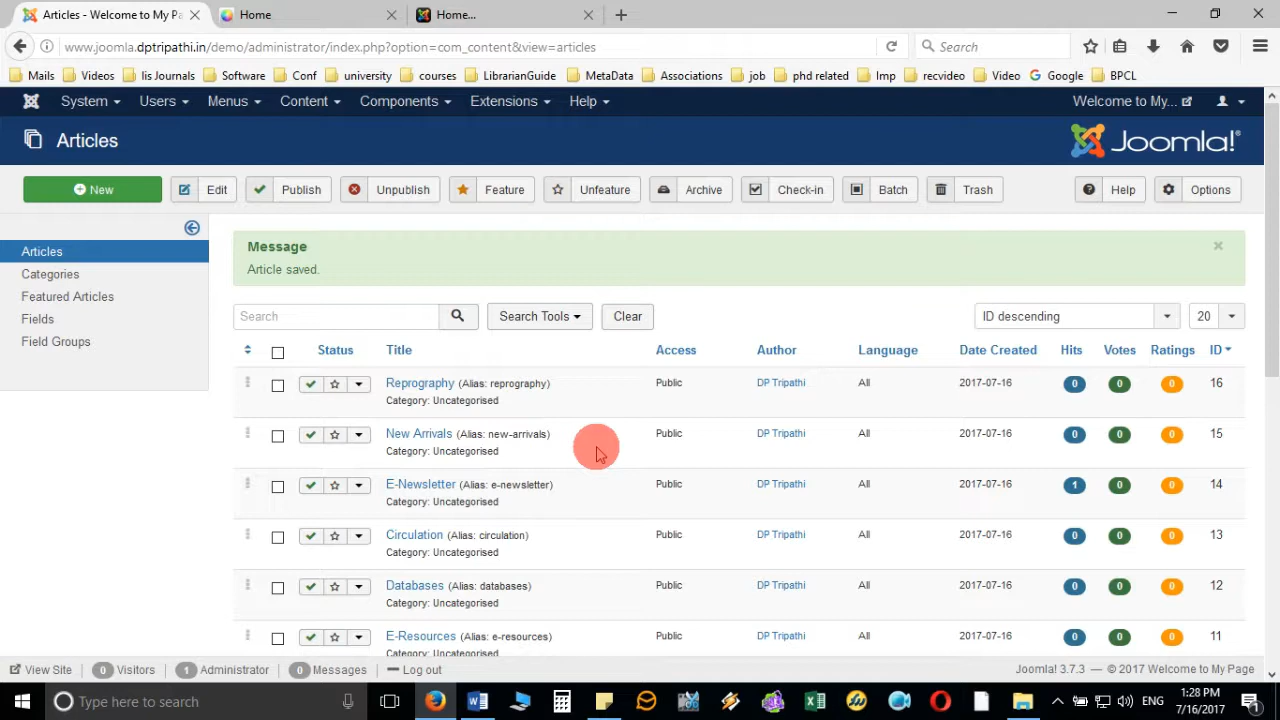 Articles - Welcome to My P
Home
Home...
www.joomla.dptripathi.in/demo/administrator/index.php?option=com_content&view=articles
Search
Mails Videos lis Journals Software Conf university courses LibrarianGuide MetaData Associations job phd related Imp recvideo Video Google BPCL
System Users Menus Content Components Extensions Help Welcome to My...
Articles Joomla!®
New Edit Publish Unpublish Feature Unfeature Archive Check-in Batch Trash Help Options
Articles
Categories
Featured Articles
Fields
Field Groups
Message
Article saved.
Search Search Tools Clear ID descending 20
Status Title Access Author Language Date Created Hits Votes Ratings ID
Reprography (Alias: reprography) Public DP Tripathi All 2017-07-16 0 0 0 16
Category: Uncategorised
New Arrivals (Alias: new-arrivals) Public DP Tripathi All 2017-07-16 0 0 0 15
Category: Uncategorised
E-Newsletter (Alias: e-newsletter) Public DP Tripathi All 2017-07-16 1 0 0 14
Category: Uncategorised
Circulation (Alias: circulation) Public DP Tripathi All 2017-07-16 0 0 0 13
Category: Uncategorised
Databases (Alias: databases) Public DP Tripathi All 2017-07-16 0 0 0 12
Category: Uncategorised
E-Resources (Alias: e-resources) Public DP Tripathi All 2017-07-16 0 0 0 11
Category: Uncategorised
View Site 0 Visitors 1 Administrator 0 Messages Log out Joomla! 3.7.3 — © 2017 Welcome to My Page
Type here to search ENG 1:28 PM
7/16/2017